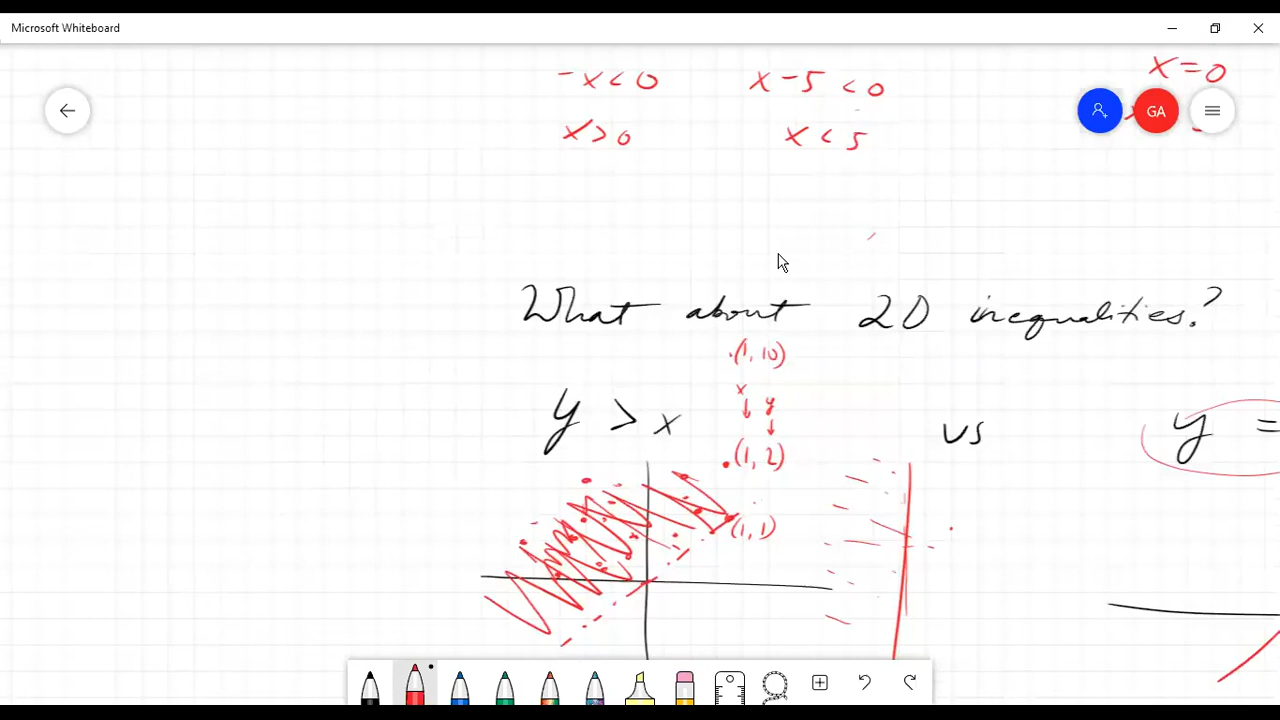 Microsoft Whiteboard
-x < 0 x - 5 < 0 x = 0
x > 0 x < 5
GA
What about 2D inequalities?
(1, 10)
x y
y > x vs y =
(1, 2)
(1, 1)